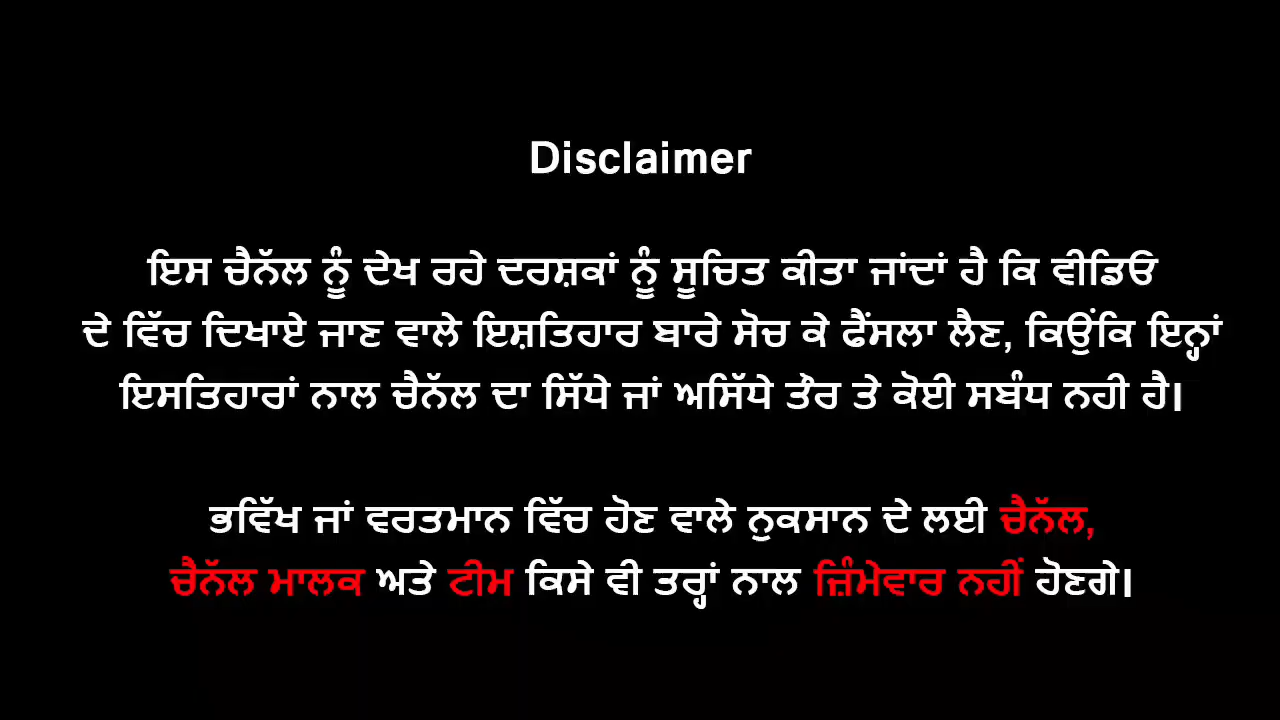 Disclaimer
ਇਸ ਚੈਨੱਲ ਨੂੰ ਦੇਖ ਰਹੇ ਦਰਸ਼ਕਾਂ ਨੂੰ ਸੂਚਿਤ ਕੀਤਾ ਜਾਂਦਾਂ ਹੈ ਕਿ ਵੀਡਿਓ
ਦੇ ਵਿੱਚ ਦਿਖਾਏ ਜਾਣ ਵਾਲੇ ਇਸ਼ਤਿਹਾਰ ਬਾਰੇ ਸੋਚ ਕੇ ਫੈਂਸਲਾ ਲੈਣ, ਕਿਉਂਕਿ ਇਨ੍ਹਾਂ
ਇਸਤਿਹਾਰਾਂ ਨਾਲ ਚੈਨੱਲ ਦਾ ਸਿੱਧੇ ਜਾਂ ਅਸਿੱਧੇ ਤੌਰ ਤੇ ਕੋਈ ਸਬੰਧ ਨਹੀ ਹੈ।
ਭਵਿੱਖ ਜਾਂ ਵਰਤਮਾਨ ਵਿੱਚ ਹੋਣ ਵਾਲੇ ਨੁਕਸਾਨ ਦੇ ਲਈ ਚੈਨੱਲ,
ਚੈਨੱਲ ਮਾਲਕ ਅਤੇ ਟੀਮ ਕਿਸੇ ਵੀ ਤਰ੍ਹਾਂ ਨਾਲ ਜ਼ਿੰਮੇਵਾਰ ਨਹੀਂ ਹੋਣਗੇ।